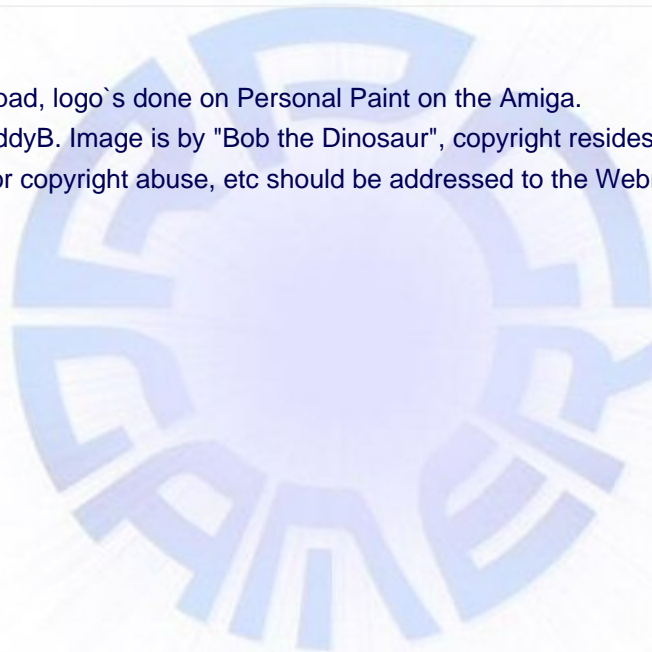 oad, logo`s done on Personal Paint on the Amiga.
ddyB. Image is by "Bob the Dinosaur", copyright resides
or copyright abuse, etc should be addressed to the Web